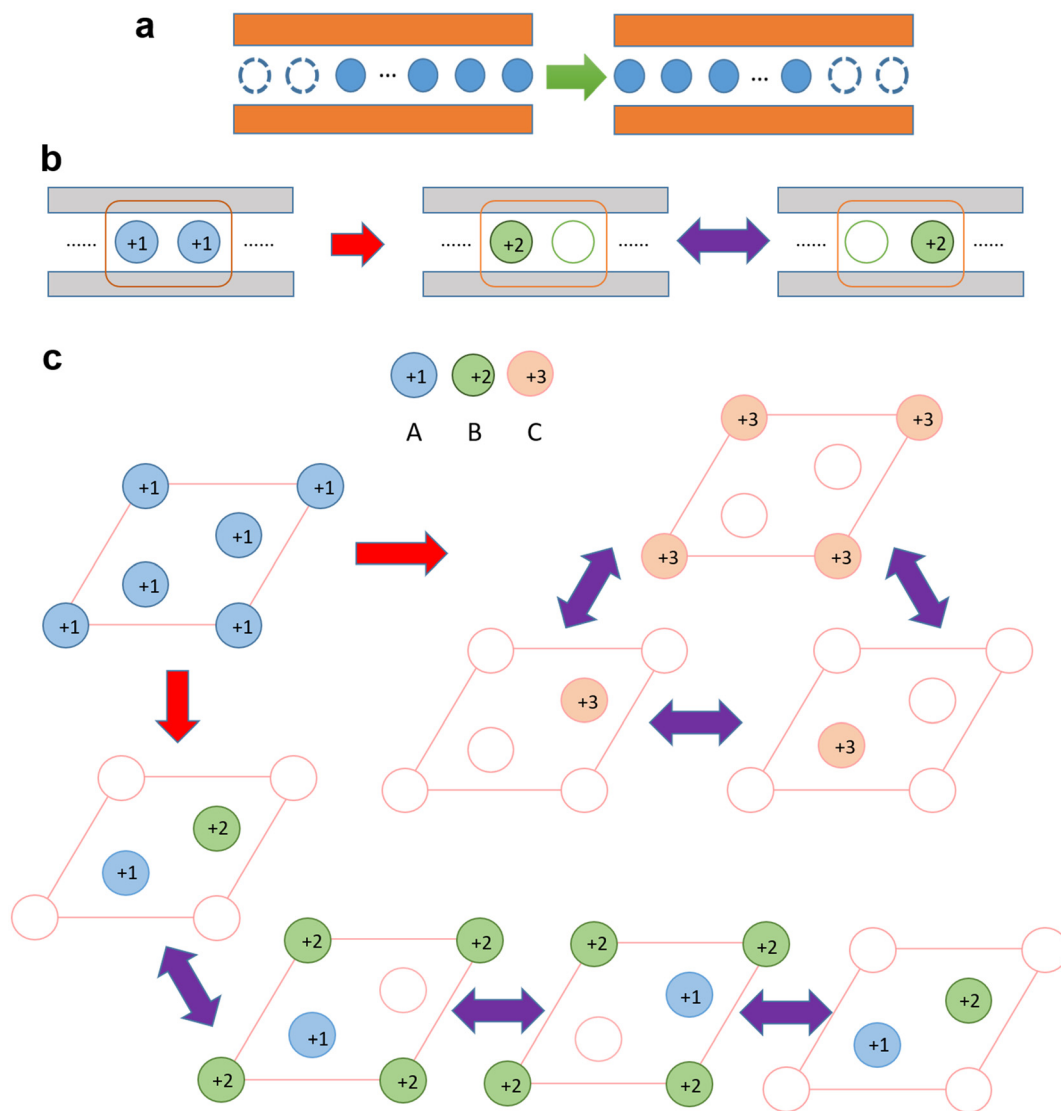 a
... ...
b
...... +1 +1 ...... ...... +2 ...... ...... +2 ......
c
+1 +2 +3
A B C
+3 +3
+1 +1
+1
+1
+3 +3
+1 +1
+3
+3
+2
+1
+2 +2 +2 +2
+1 +2
+1 +1
+2 +2 +2 +2